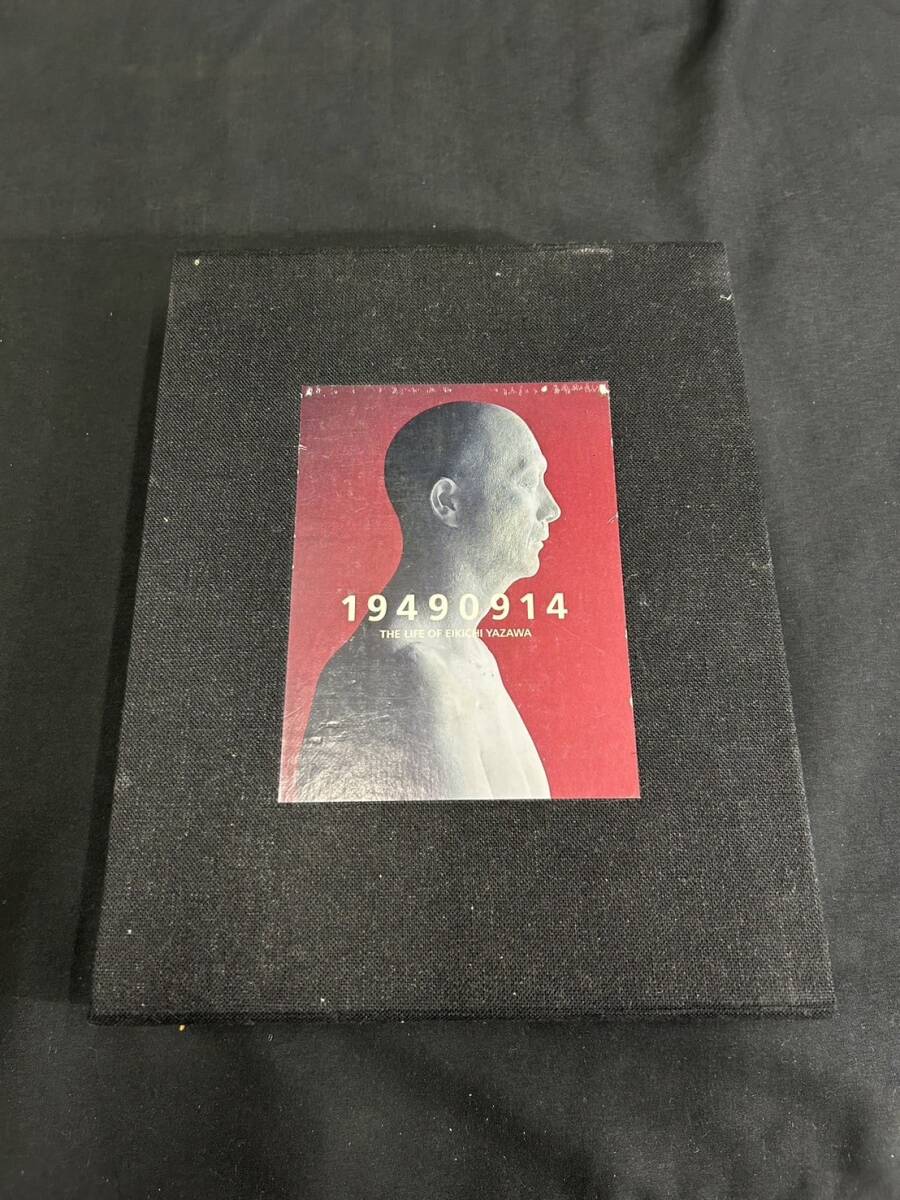 19490914
THE LIFE OF EIKICHI YAZAWA